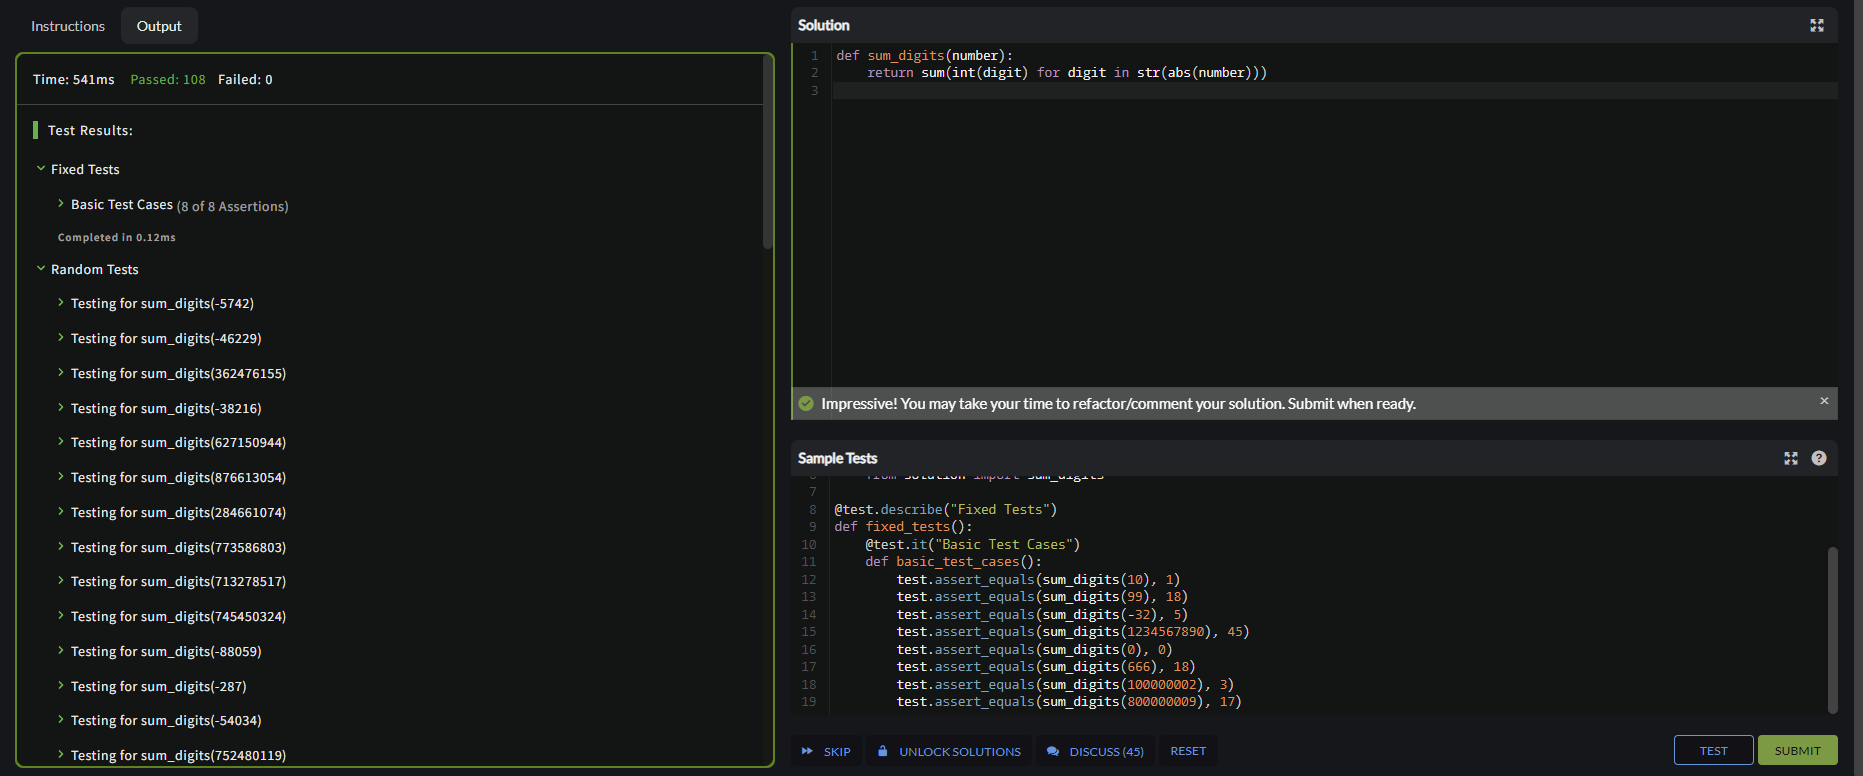 Instructions
Output
Time: 541ms Passed: 108 Failed: 0
Test Results:
Fixed Tests
Basic Test Cases (8 of 8 Assertions)
Completed in 0.12ms
Random Tests
Testing for sum_digits(-5742)
Testing for sum_digits(-46229)
Testing for sum_digits(362476155)
Testing for sum_digits(-38216)
Testing for sum_digits(627150944)
Testing for sum_digits(876613054)
Testing for sum_digits(284661074)
Testing for sum_digits(773586803)
Testing for sum_digits(713278517)
Testing for sum_digits(745450324)
Testing for sum_digits(-88059)
Testing for sum_digits(-287)
Testing for sum_digits(-54034)
Testing for sum_digits(752480119)
Solution
1 def sum_digits(number):
2     return sum(int(digit) for digit in str(abs(number)))
3
Impressive! You may take your time to refactor/comment your solution. Submit when ready.
Sample Tests
6     from solution import sum_digits
7
8 @test.describe("Fixed Tests")
9 def fixed_tests():
10     @test.it("Basic Test Cases")
11     def basic_test_cases():
12         test.assert_equals(sum_digits(10), 1)
13         test.assert_equals(sum_digits(99), 18)
14         test.assert_equals(sum_digits(-32), 5)
15         test.assert_equals(sum_digits(1234567890), 45)
16         test.assert_equals(sum_digits(0), 0)
17         test.assert_equals(sum_digits(666), 18)
18         test.assert_equals(sum_digits(100000002), 3)
19         test.assert_equals(sum_digits(800000009), 17)
SKIP
UNLOCK SOLUTIONS
DISCUSS (45)
RESET
TEST
SUBMIT